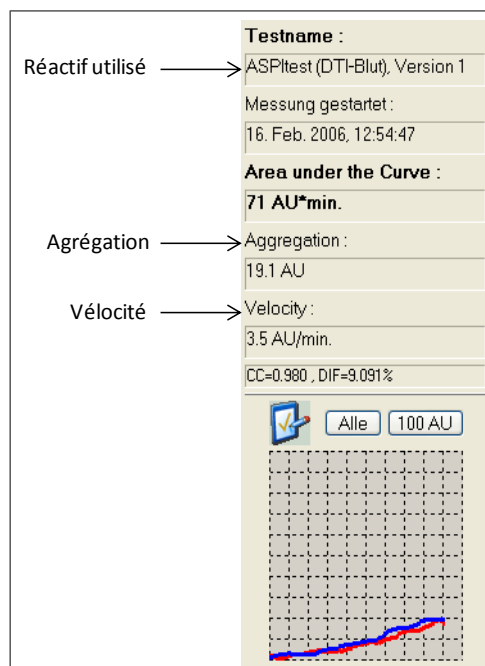 Testname :
Réactif utilisé
ASPItest (DTI-Blut), Version 1
Messung gestartet :
16. Feb. 2006, 12:54:47
Area under the Curve :
71 AU*min.
Agrégation
Aggregation :
19.1 AU
Vélocité
Velocity :
3.5 AU/min.
CC=0.980 , DIF=9.091%
Alle 100 AU